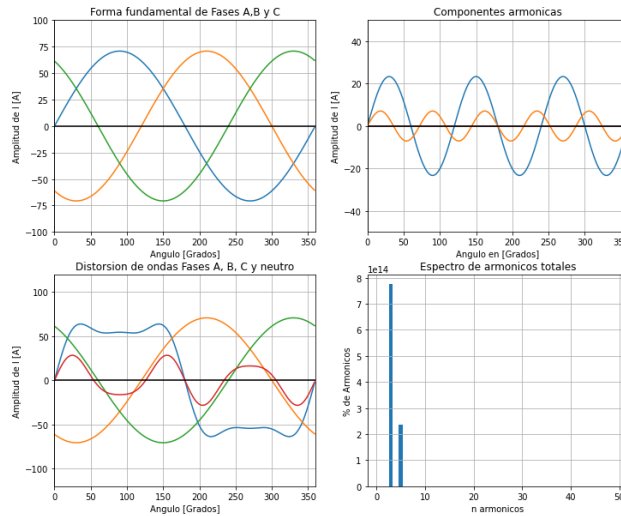 Forma fundamental de Fases A,B y C
Amplitud de I [A]
100
75
50
25
0
−25
−50
−75
−100
0 50 100 150 200 250 300 350
Angulo [Grados]
Componentes armonicas
Amplitud de I [A]
40
20
0
−20
−40
0 50 100 150 200 250 300 350
Angulo en [Grados]
Distorsion de ondas Fases A, B, C y neutro
Amplitud de I [A]
100
50
0
−50
−100
0 50 100 150 200 250 300 350
Angulo [Grados]
Espectro de armonicos totales
1e14
% de Armonicos
8
7
6
5
4
3
2
1
0
0 10 20 30 40 50
n armonicos